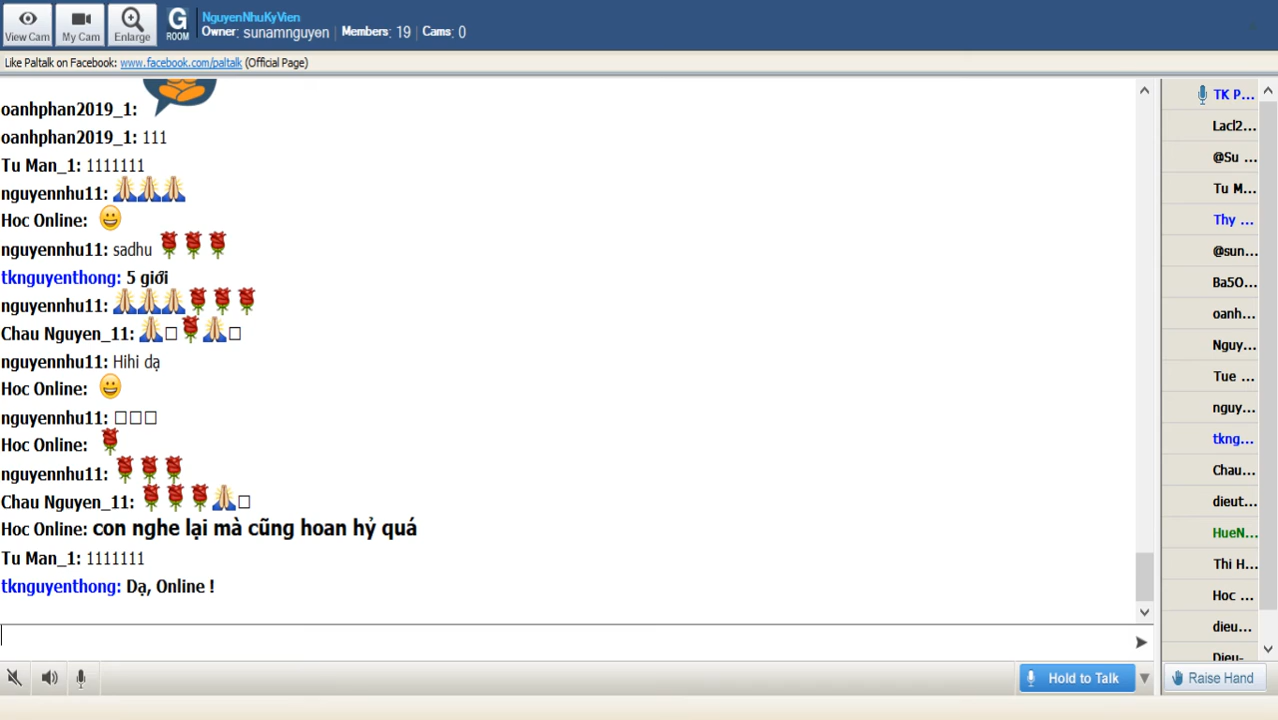 View Cam
My Cam
Enlarge
G
ROOM
NguyenNhuKyVien
Owner: sunamnguyen
Members: 19
Cams: 0
Like Paltalk on Facebook: www.facebook.com/paltalk (Official Page)
oanhphan2019_1:
oanhphan2019_1: 111
Tu Man_1: 1111111
nguyennhu11: 🙏🙏🙏
Hoc Online: 😀
nguyennhu11: sadhu 🌹🌹🌹
tknguyenthong: 5 giới
nguyennhu11: 🙏🙏🙏🌹🌹🌹
Chau Nguyen_11: 🙏□🌹🙏□
nguyennhu11: Hihi dạ
Hoc Online: 😀
nguyennhu11: □□□
Hoc Online: 🌹
nguyennhu11: 🌹🌹🌹
Chau Nguyen_11: 🌹🌹🌹🙏□
Hoc Online: con nghe lại mà cũng hoan hỷ quá
Tu Man_1: 1111111
tknguyenthong: Dạ, Online !
TK P...
Lacl2...
@Su ...
Tu M...
Thy ...
@sun...
Ba5O...
oanh...
Nguy...
Tue ...
nguy...
tkng...
Chau...
dieut...
HueN...
Thi H...
Hoc ...
dieu...
Dieu-
Hold to Talk
Raise Hand